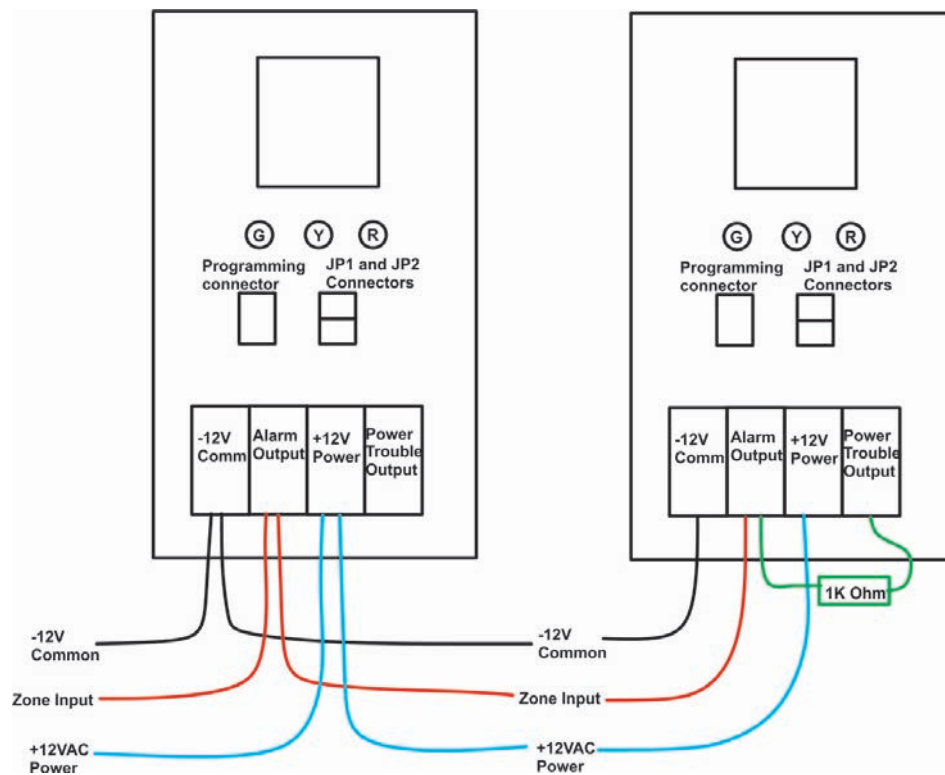 G Y R
Programming
connector
JP1 and JP2
Connectors
-12V
Comm
Alarm
Output
+12V
Power
Power
Trouble
Output
G Y R
Programming
connector
JP1 and JP2
Connectors
-12V
Comm
Alarm
Output
+12V
Power
Power
Trouble
Output
1K Ohm
-12V
Common
-12V
Common
Zone Input
Zone Input
+12VAC
Power
+12VAC
Power